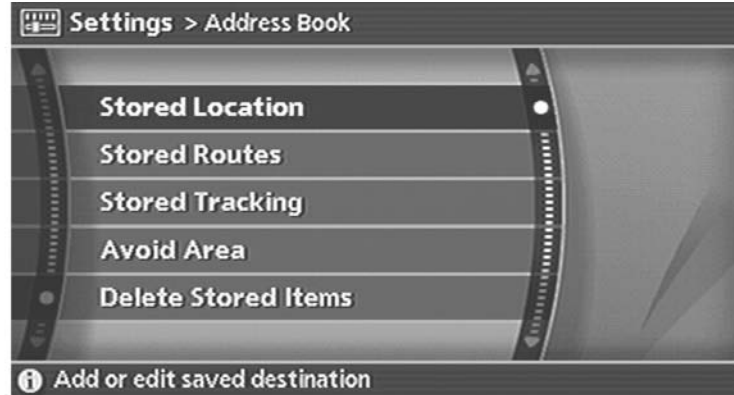 Settings > Address Book
Stored Location
Stored Routes
Stored Tracking
Avoid Area
Delete Stored Items
Add or edit saved destination